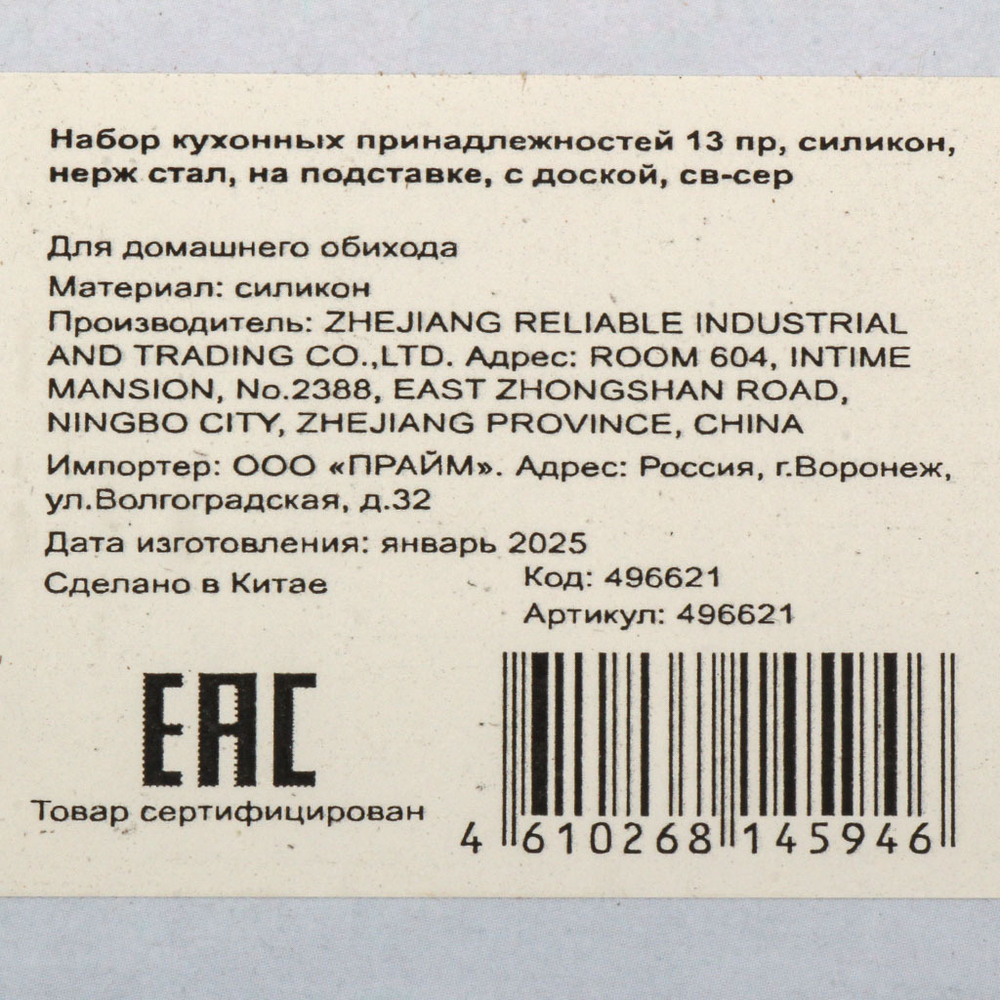 Набор кухонных принадлежностей 13 пр, силикон,
нерж стал, на подставке, с доской, св-сер
Для домашнего обихода
Материал: силикон
Производитель: ZHEJIANG RELIABLE INDUSTRIAL
AND TRADING CO.,LTD. Адрес: ROOM 604, INTIME
MANSION, No.2388, EAST ZHONGSHAN ROAD,
NINGBO CITY, ZHEJIANG PROVINCE, CHINA
Импортер: ООО «ПРАЙМ». Адрес: Россия, г.Воронеж,
ул.Волгоградская, д.32
Дата изготовления: январь 2025
Сделано в Китае
Код: 496621
Артикул: 496621
EAC
Товар сертифицирован
4 610268 145946